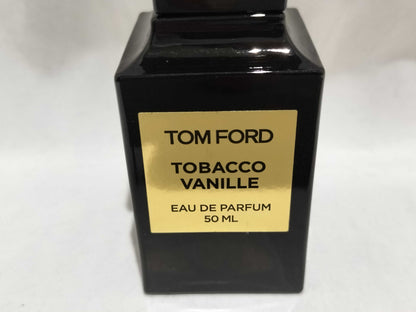 TOM FORD
TOBACCO
VANILLE
EAU DE PARFUM
50 ML